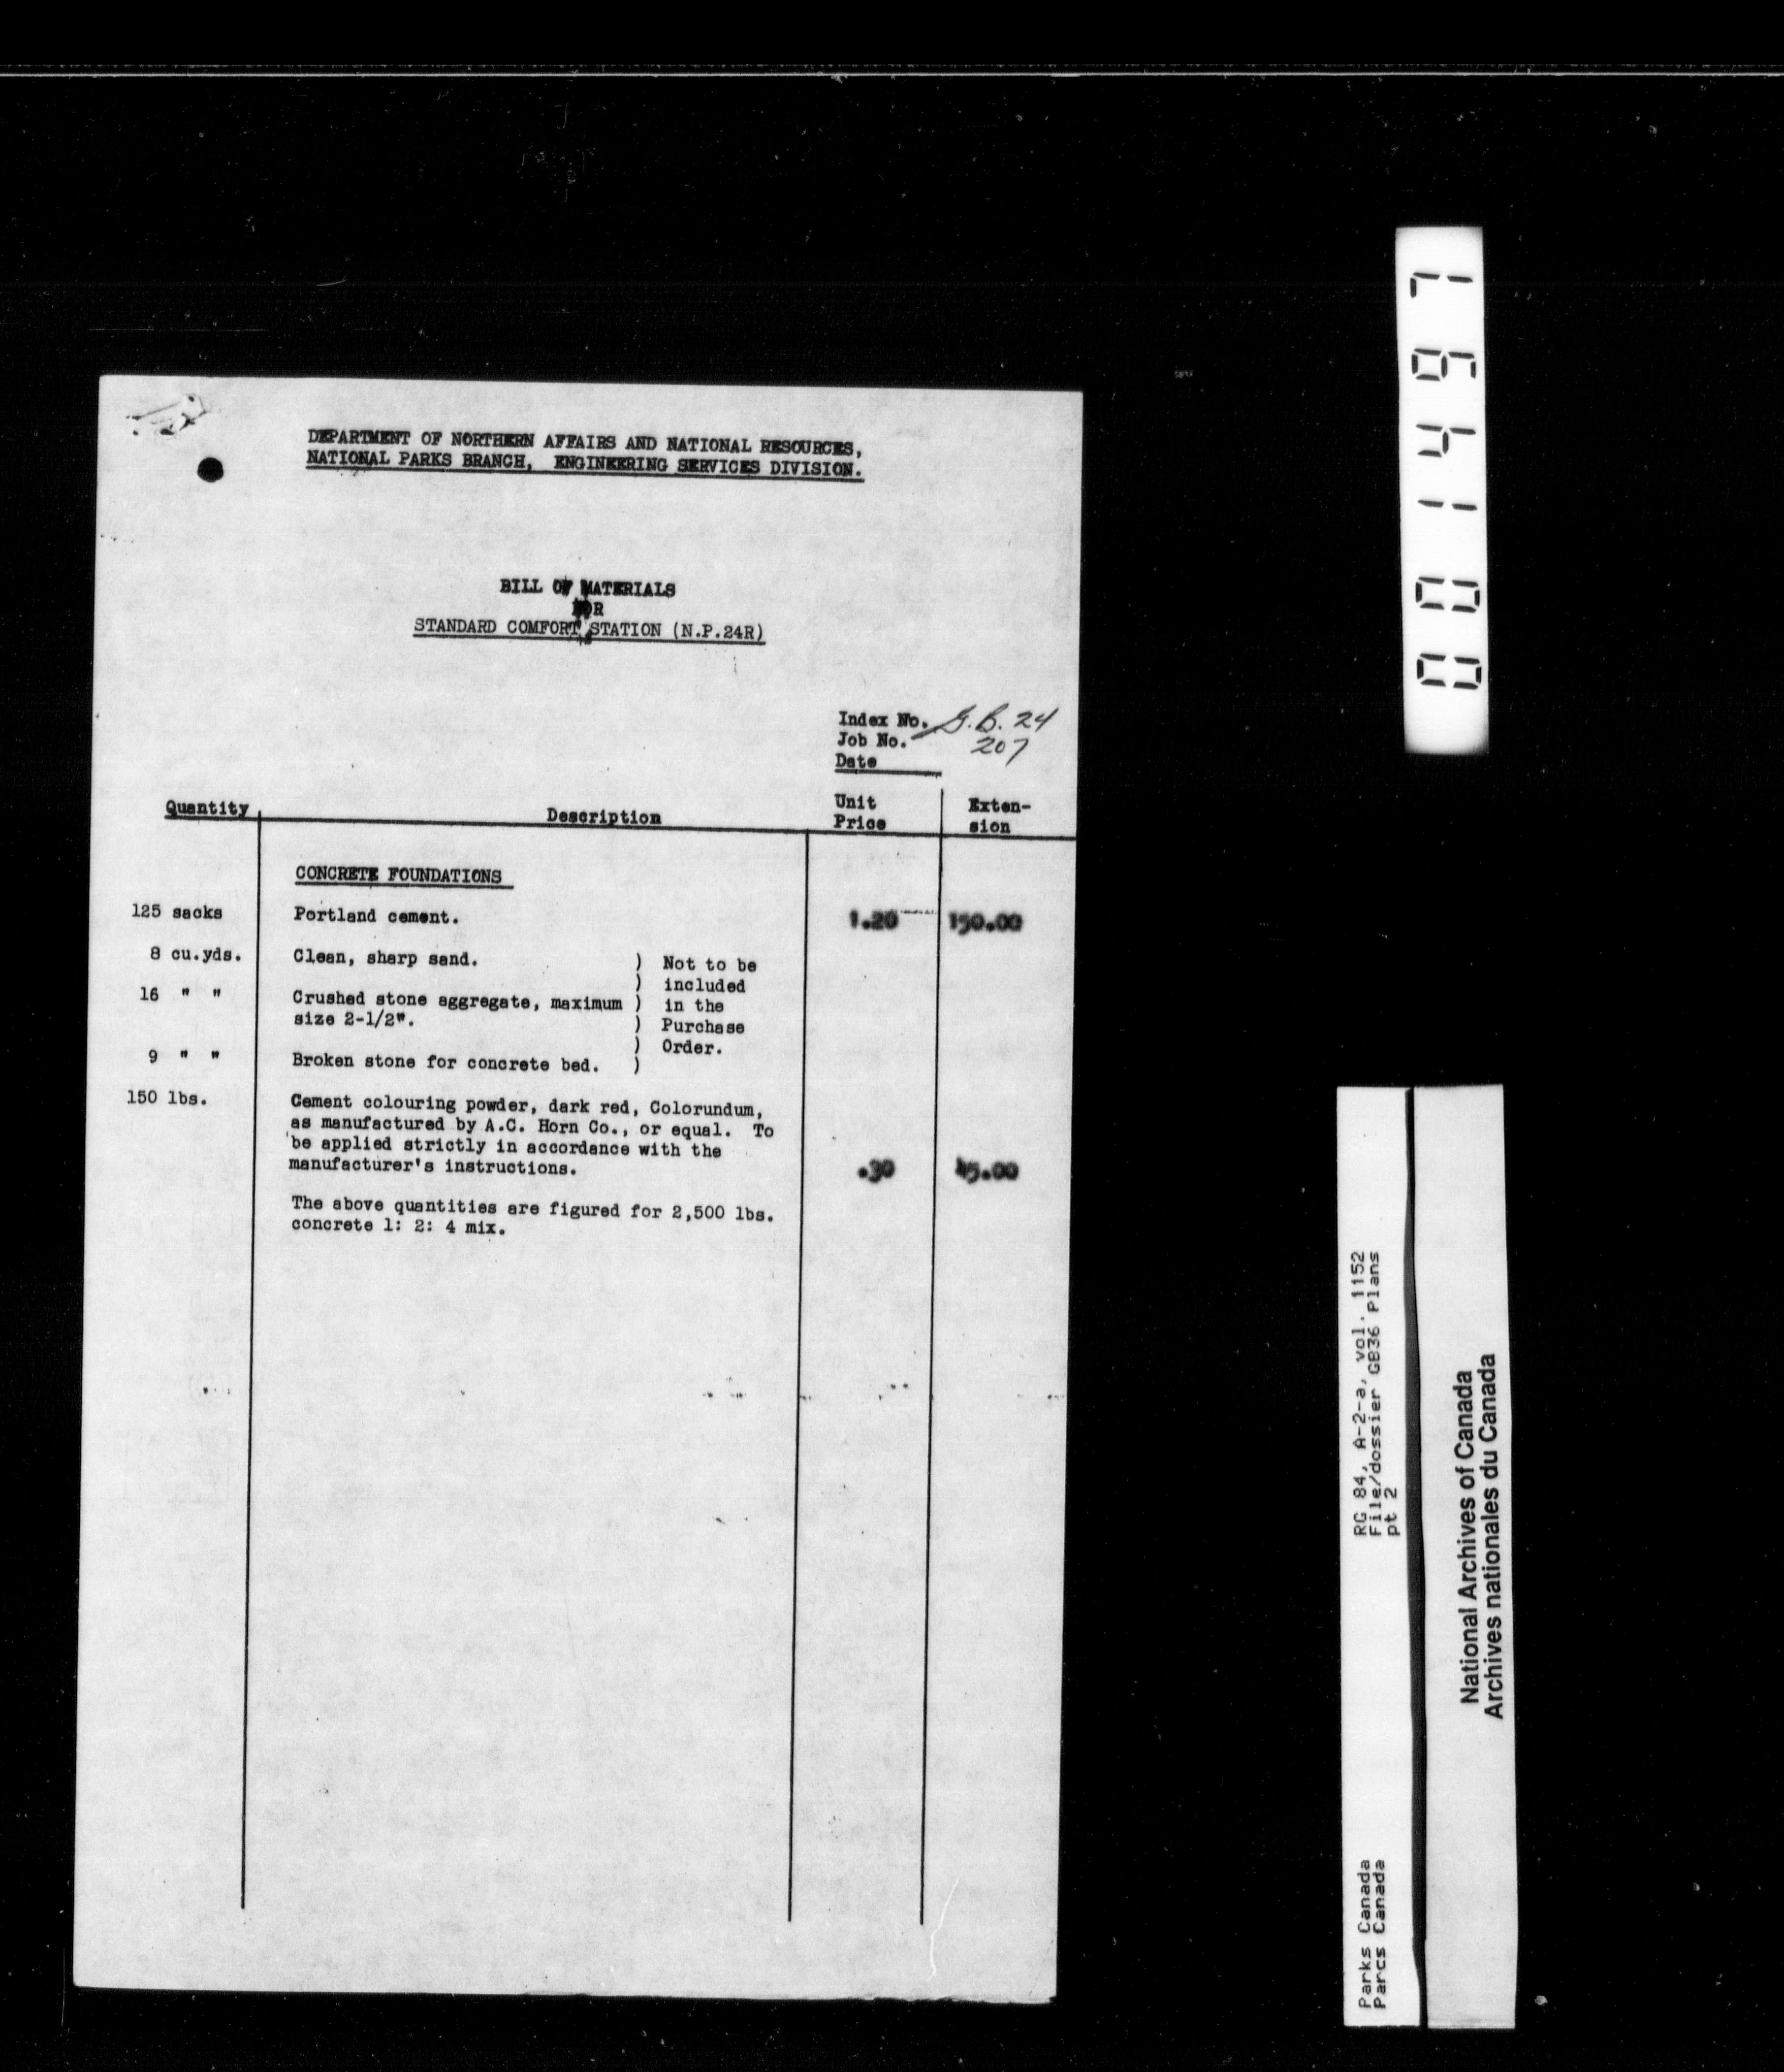 DEPARTMENT OF NORTHERN AFFAIRS AND NATIONAL RESOURCES,
NATIONAL PARKS BRANCH, ENGINEERING SERVICES DIVISION.
BILL OF MATERIALS
FOR
STANDARD COMFORT STATION (N.P.24R)
Index No. G.B. 24
Job No. 207
Date
Quantity Description Unit Price Exten-sion
CONCRETE FOUNDATIONS
125 sacks Portland cement. 1.20 150.00
8 cu.yds. Clean, sharp sand. ) Not to be
) included
16 " " Crushed stone aggregate, maximum ) in the
size 2-1/2". ) Purchase
) Order.
9 " " Broken stone for concrete bed. )
150 lbs. Cement colouring powder, dark red, Colorundum,
as manufactured by A.C. Horn Co., or equal. To
be applied strictly in accordance with the
manufacturer's instructions. .30 45.00
The above quantities are figured for 2,500 lbs.
concrete 1: 2: 4 mix.
001497
RG 84, A-2-a, vol. 1152
File/dossier GB36 Plans
pt 2
Parks Canada
Parcs Canada
National Archives of Canada
Archives nationales du Canada